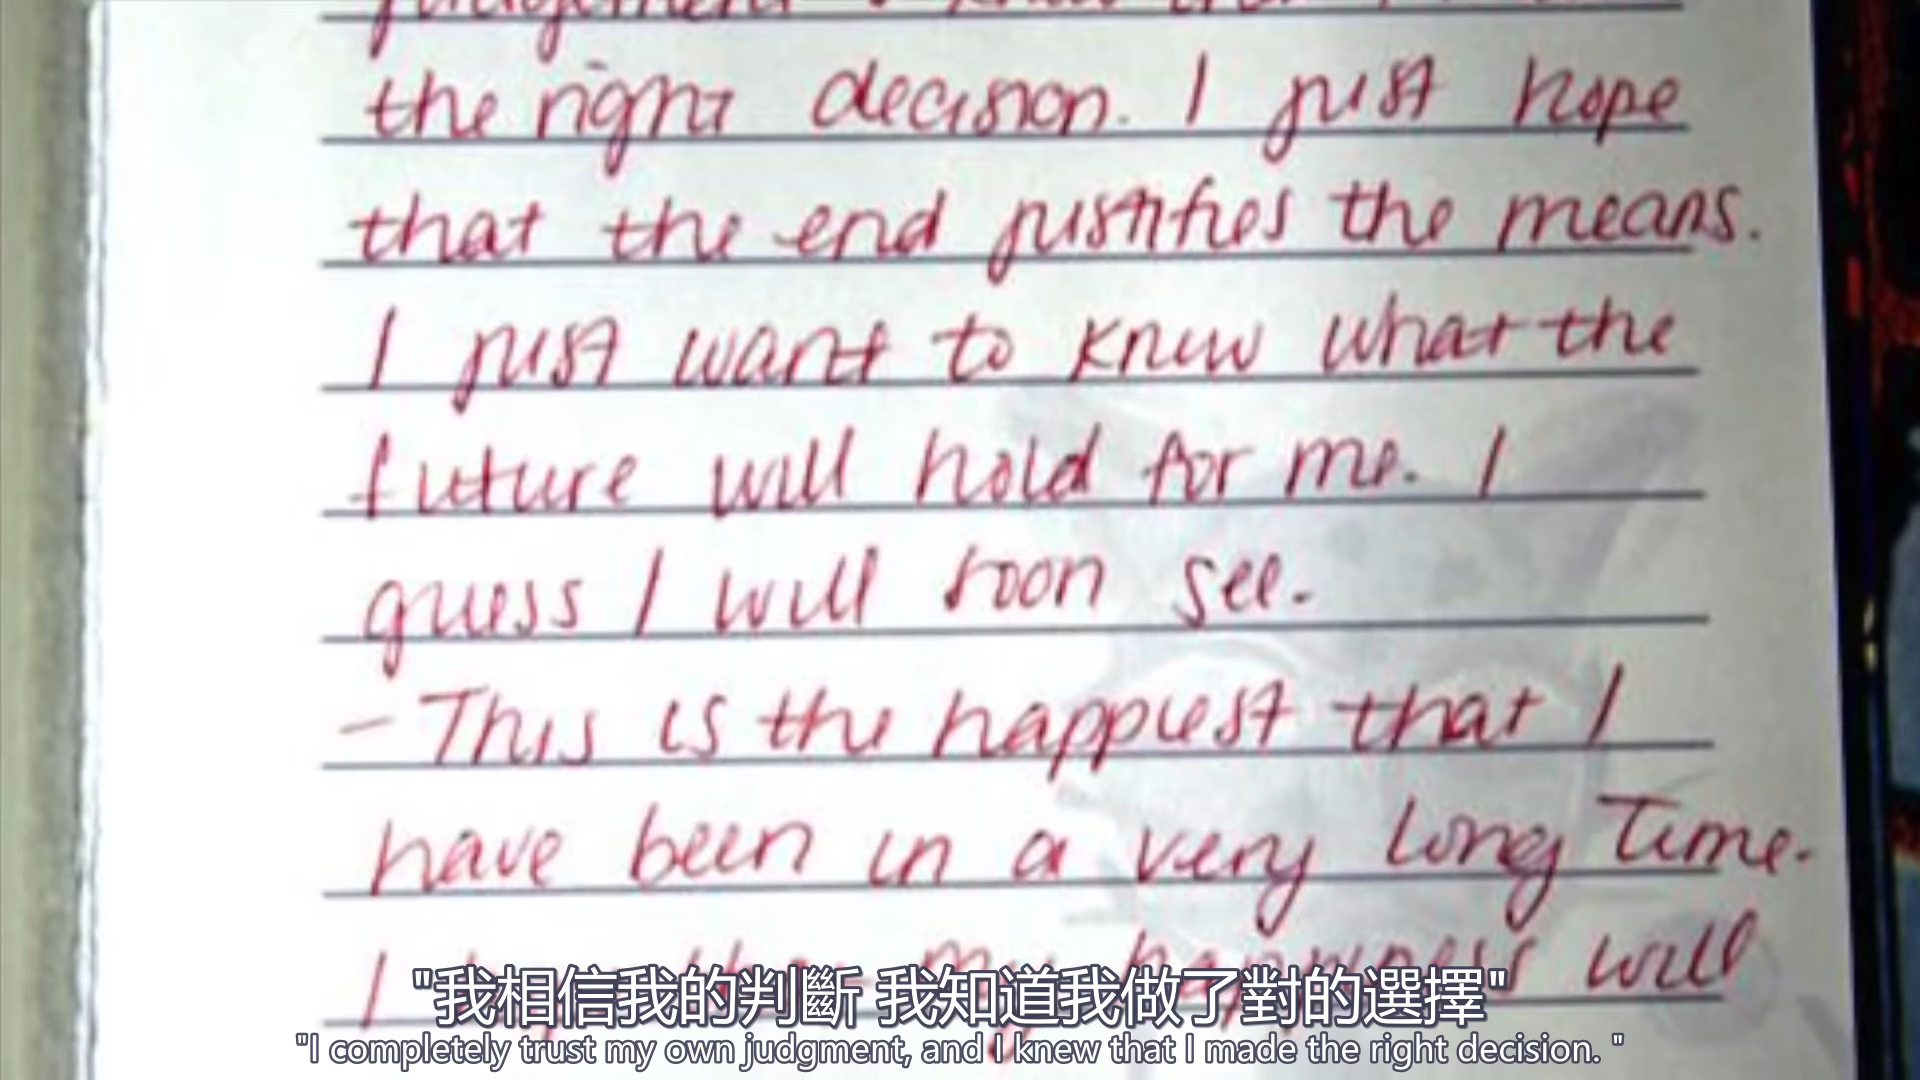 the right decision. I just hope
that the end justifies the means.
I just want to know what the
future will hold for me. I
guess I will soon see.
- This is the happiest that I
have been in a very long time.
I my happiness will
"我相信我的判斷 我知道我做了對的選擇"
"I completely trust my own judgment, and I knew that I made the right decision. "